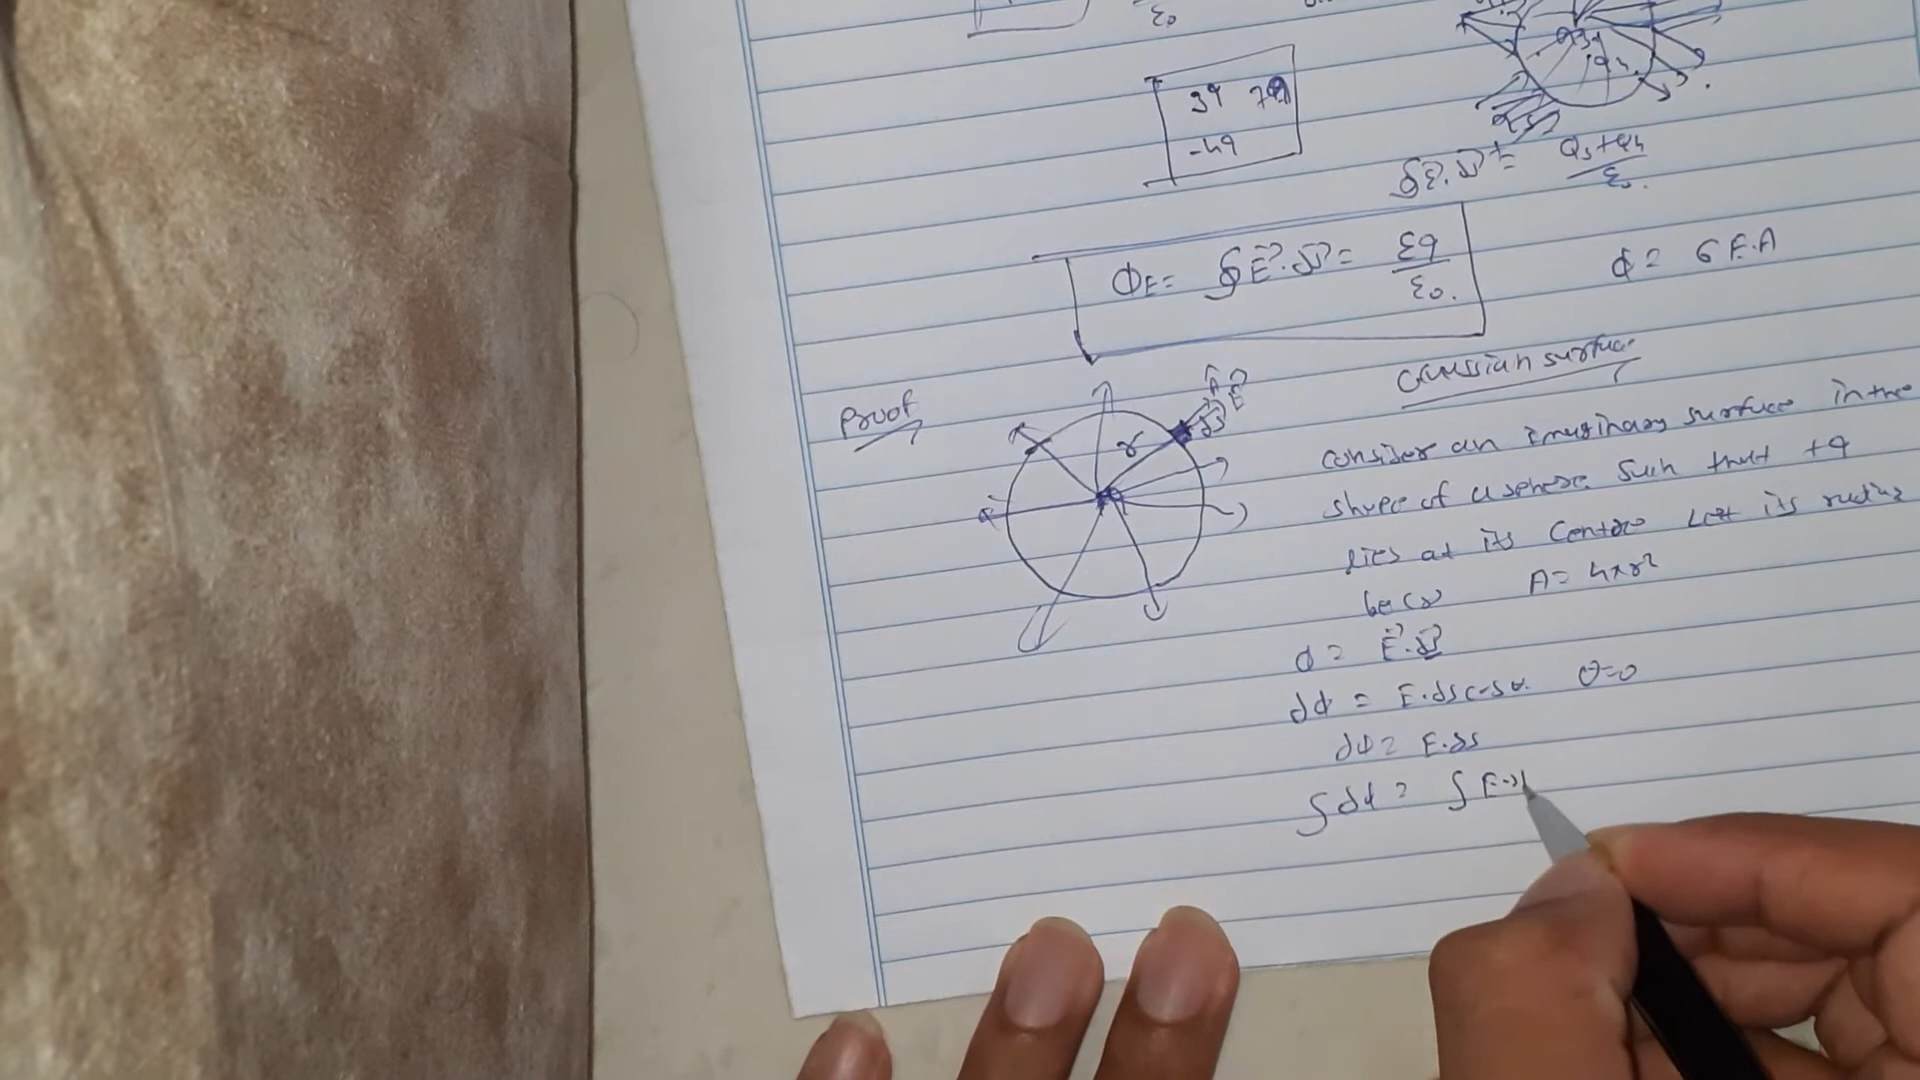 ε₀
3q 7q
-4q
∮E⃗.ds⃗ = Q₃+Q₄/ε₀.
Φ_E = ∮E⃗.ds⃗ = Σq/ε₀.
ϕ = E.A
Proof
r
ds⃗
E⃗
Gaussian surface
consider an imaginary surface in the
shape of a sphere such that +q
lies at its centre Let its radius
be (r) A = 4πr²
ϕ = E⃗.ds⃗
dϕ = E.ds cosθ. θ=0
dϕ = E.ds
∫dϕ = ∫E.d